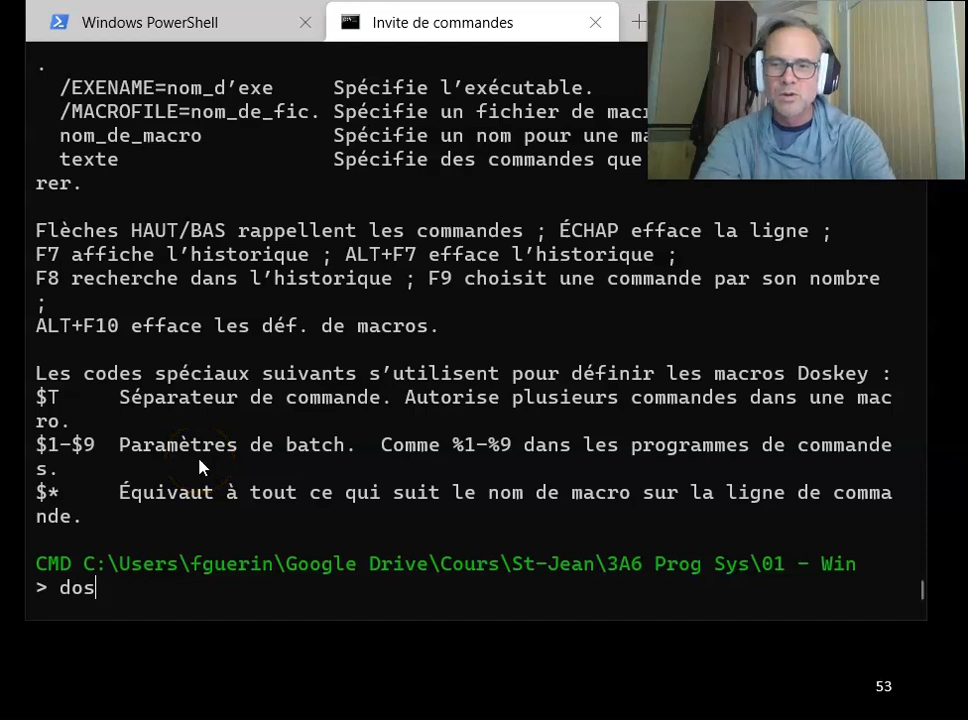 Windows PowerShell
Invite de commandes
.
/EXENAME=nom_d’exe Spécifie l’exécutable.
/MACROFILE=nom_de_fic. Spécifie un fichier de
nom_de_macro Spécifie un nom pour une
texte Spécifie des commandes que
rer.
Flèches HAUT/BAS rappellent les commandes ; ÉCHAP efface la ligne ;
F7 affiche l’historique ; ALT+F7 efface l’historique ;
F8 recherche dans l’historique ; F9 choisit une commande par son nombre
;
ALT+F10 efface les déf. de macros.
Les codes spéciaux suivants s’utilisent pour définir les macros Doskey :
$T Séparateur de commande. Autorise plusieurs commandes dans une mac
ro.
$1-$9 Paramètres de batch. Comme %1-%9 dans les programmes de commande
s.
$* Équivaut à tout ce qui suit le nom de macro sur la ligne de comma
nde.
CMD C:\Users\fguerin\Google Drive\Cours\St-Jean\3A6 Prog Sys\01 - Win
> dos
53